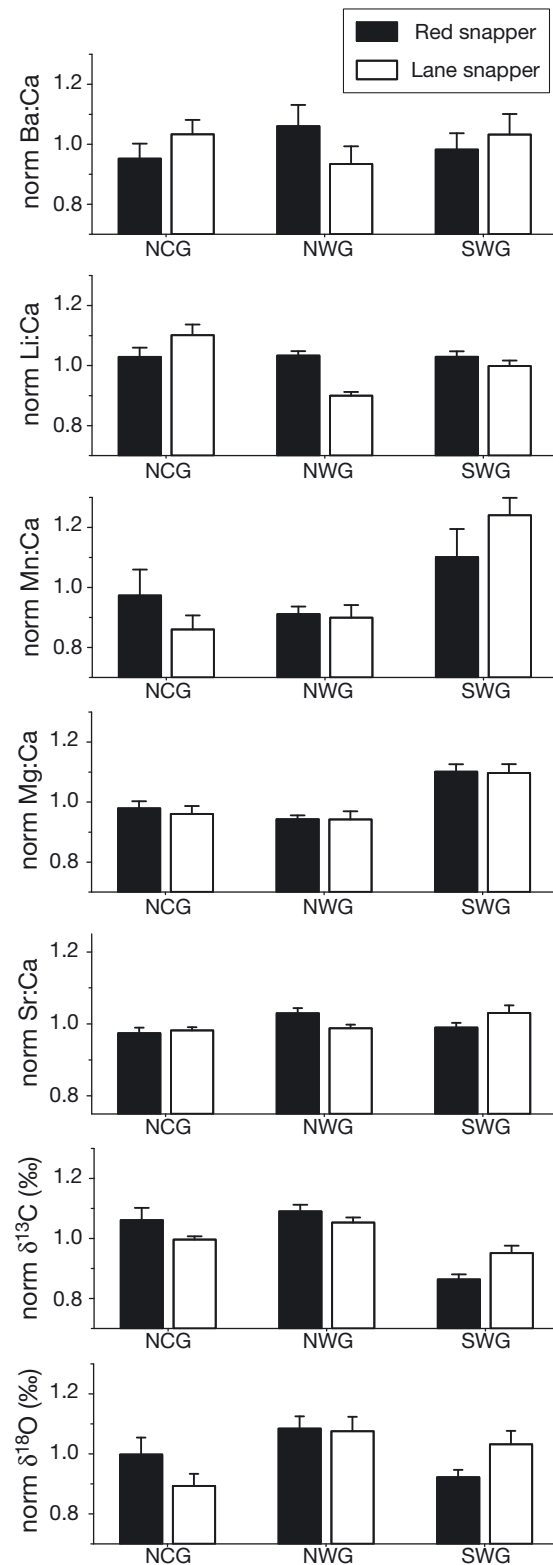 Red snapper
Lane snapper
norm Ba:Ca
1.2
1.0
0.8
NCG NWG SWG
norm Li:Ca
1.2
1.0
0.8
NCG NWG SWG
norm Mn:Ca
1.2
1.0
0.8
NCG NWG SWG
norm Mg:Ca
1.2
1.0
0.8
NCG NWG SWG
norm Sr:Ca
1.2
1.0
0.8
NCG NWG SWG
norm δ¹³C (‰)
1.2
1.0
0.8
NCG NWG SWG
norm δ¹⁸O (‰)
1.2
1.0
0.8
NCG NWG SWG